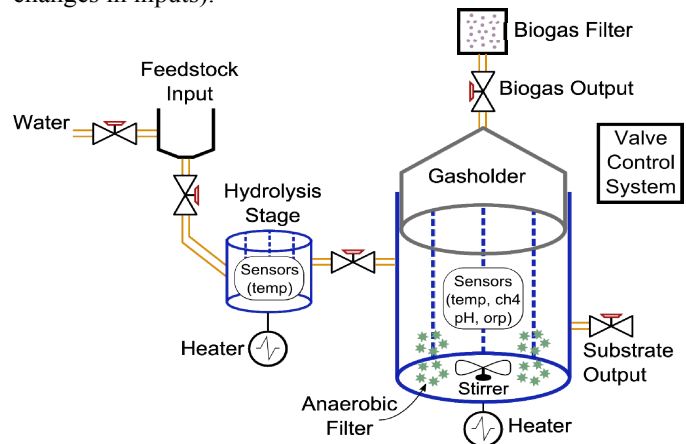 changes in inputs).
Biogas Filter
Feedstock
Input
Biogas Output
Water
Valve
Control
System
Gasholder
Hydrolysis
Stage
Sensors
(temp)
Sensors
(temp, ch4
pH, orp)
Heater
Substrate
Output
Stirrer
Anaerobic
Filter
Heater